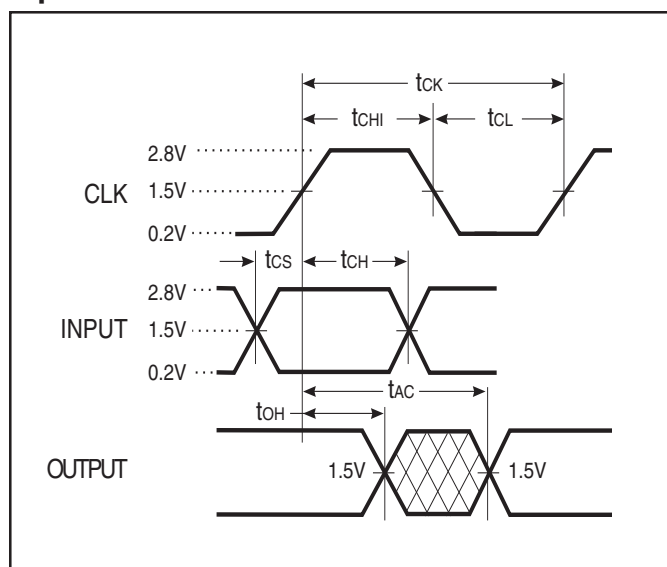 tCK
tCHI tCL
2.8V
CLK 1.5V
0.2V
tCS tCH
2.8V
INPUT 1.5V
0.2V
tAC
tOH
OUTPUT 1.5V 1.5V